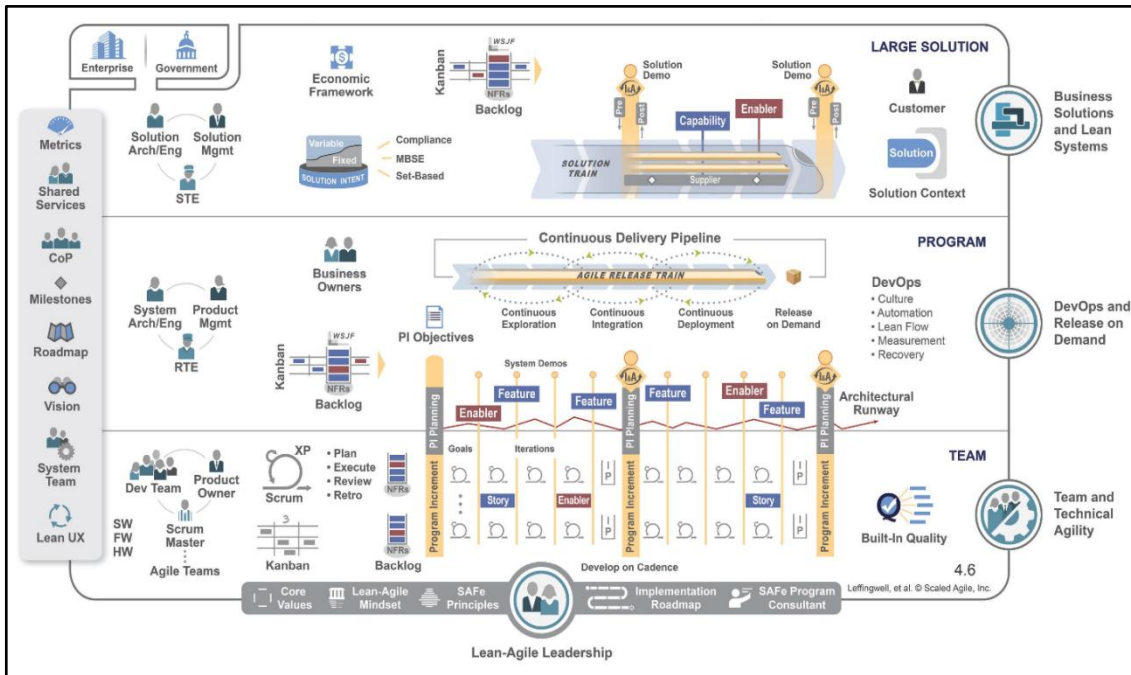 Enterprise
Government
Metrics
Shared
Services
CoP
Milestones
Roadmap
Vision
System
Team
Lean UX
LARGE SOLUTION
Solution
Arch/Eng
Solution
Mgmt
STE
Economic
Framework
Variable
Fixed
SOLUTION INTENT
Compliance
MBSE
Set-Based
Kanban
WSJF
NFRs
Backlog
Solution
Demo
I&A
Pre
Post
Capability
Enabler
SOLUTION
TRAIN
Supplier
Solution
Demo
I&A
Pre
Post
Customer
Solution
Solution Context
Business
Solutions
and Lean
Systems
PROGRAM
System
Arch/Eng
Product
Mgmt
RTE
Business
Owners
Kanban
WSJF
NFRs
Backlog
PI Objectives
Continuous Delivery Pipeline
AGILE RELEASE TRAIN
Continuous
Exploration
Continuous
Integration
Continuous
Deployment
Release
on Demand
DevOps
• Culture
• Automation
• Lean Flow
• Measurement
• Recovery
DevOps and
Release on
Demand
System Demos
Enabler
Feature
Feature
I&A
Feature
Enabler
Feature
I&A
Architectural
Runway
PI Planning
PI Planning
PI Planning
TEAM
Dev Team
Product
Owner
Scrum
Master
Agile Teams
SW
FW
HW
XP
Scrum
• Plan
• Execute
• Review
• Retro
3
Kanban
NFRs
NFRs
Backlog
Program Increment
Goals
Iterations
Story
Enabler
I
P
I
P
Program Increment
Story
I
P
I
P
Program Increment
Develop on Cadence
Built-In Quality
Team and
Technical
Agility
4.6
Leffingwell, et al. © Scaled Agile, Inc.
Core
Values
Lean-Agile
Mindset
SAFe
Principles
Implementation
Roadmap
SAFe Program
Consultant
Lean-Agile Leadership